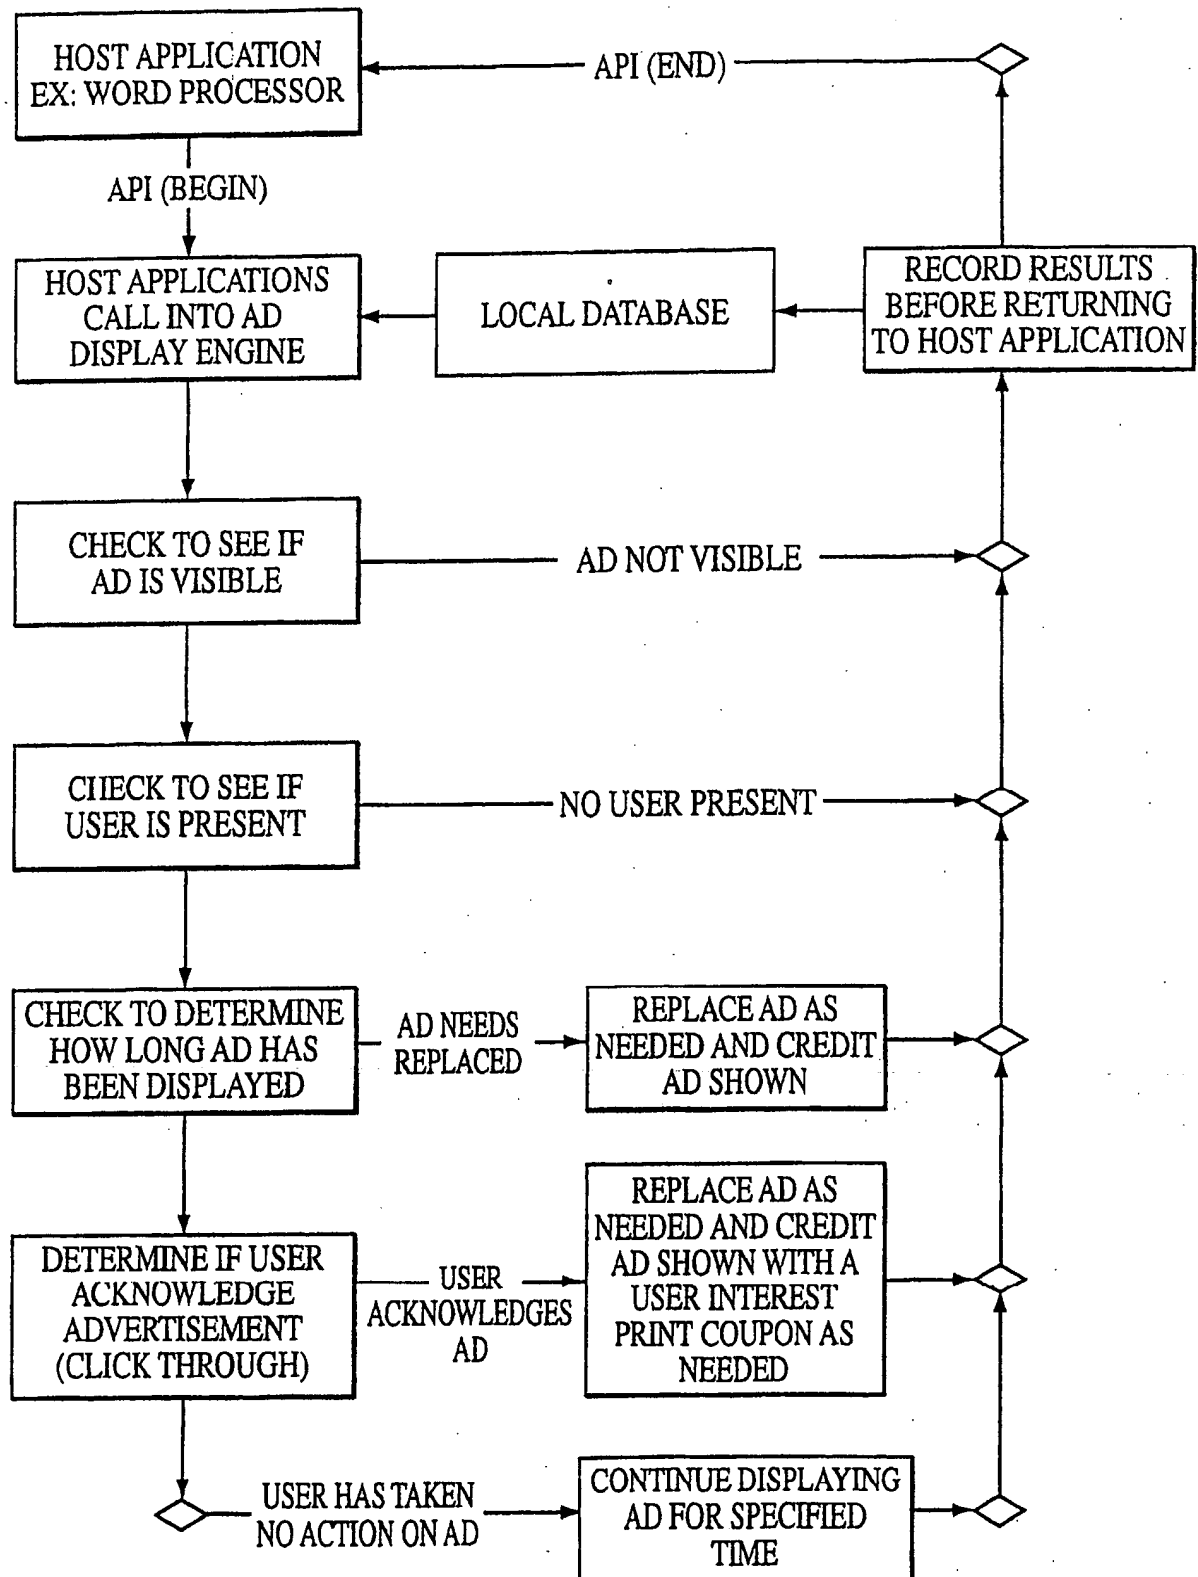 HOST APPLICATION
EX: WORD PROCESSOR
API (END)
API (BEGIN)
HOST APPLICATIONS
CALL INTO AD
DISPLAY ENGINE
LOCAL DATABASE
RECORD RESULTS
BEFORE RETURNING
TO HOST APPLICATION
CHECK TO SEE IF
AD IS VISIBLE
AD NOT VISIBLE
CHECK TO SEE IF
USER IS PRESENT
NO USER PRESENT
CHECK TO DETERMINE
HOW LONG AD HAS
BEEN DISPLAYED
AD NEEDS
REPLACED
REPLACE AD AS
NEEDED AND CREDIT
AD SHOWN
DETERMINE IF USER
ACKNOWLEDGE
ADVERTISEMENT
(CLICK THROUGH)
USER
ACKNOWLEDGES
AD
REPLACE AD AS
NEEDED AND CREDIT
AD SHOWN WITH A
USER INTEREST
PRINT COUPON AS
NEEDED
USER HAS TAKEN
NO ACTION ON AD
CONTINUE DISPLAYING
AD FOR SPECIFIED
TIME